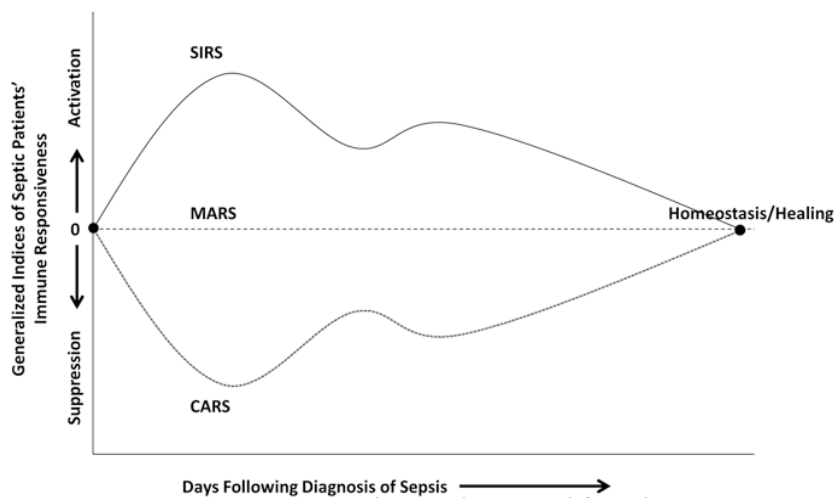 SIRS
Activation
Generalized Indices of Septic Patients'
Immune Responsiveness
MARS
Homeostasis/Healing
0
Suppression
CARS
Days Following Diagnosis of Sepsis